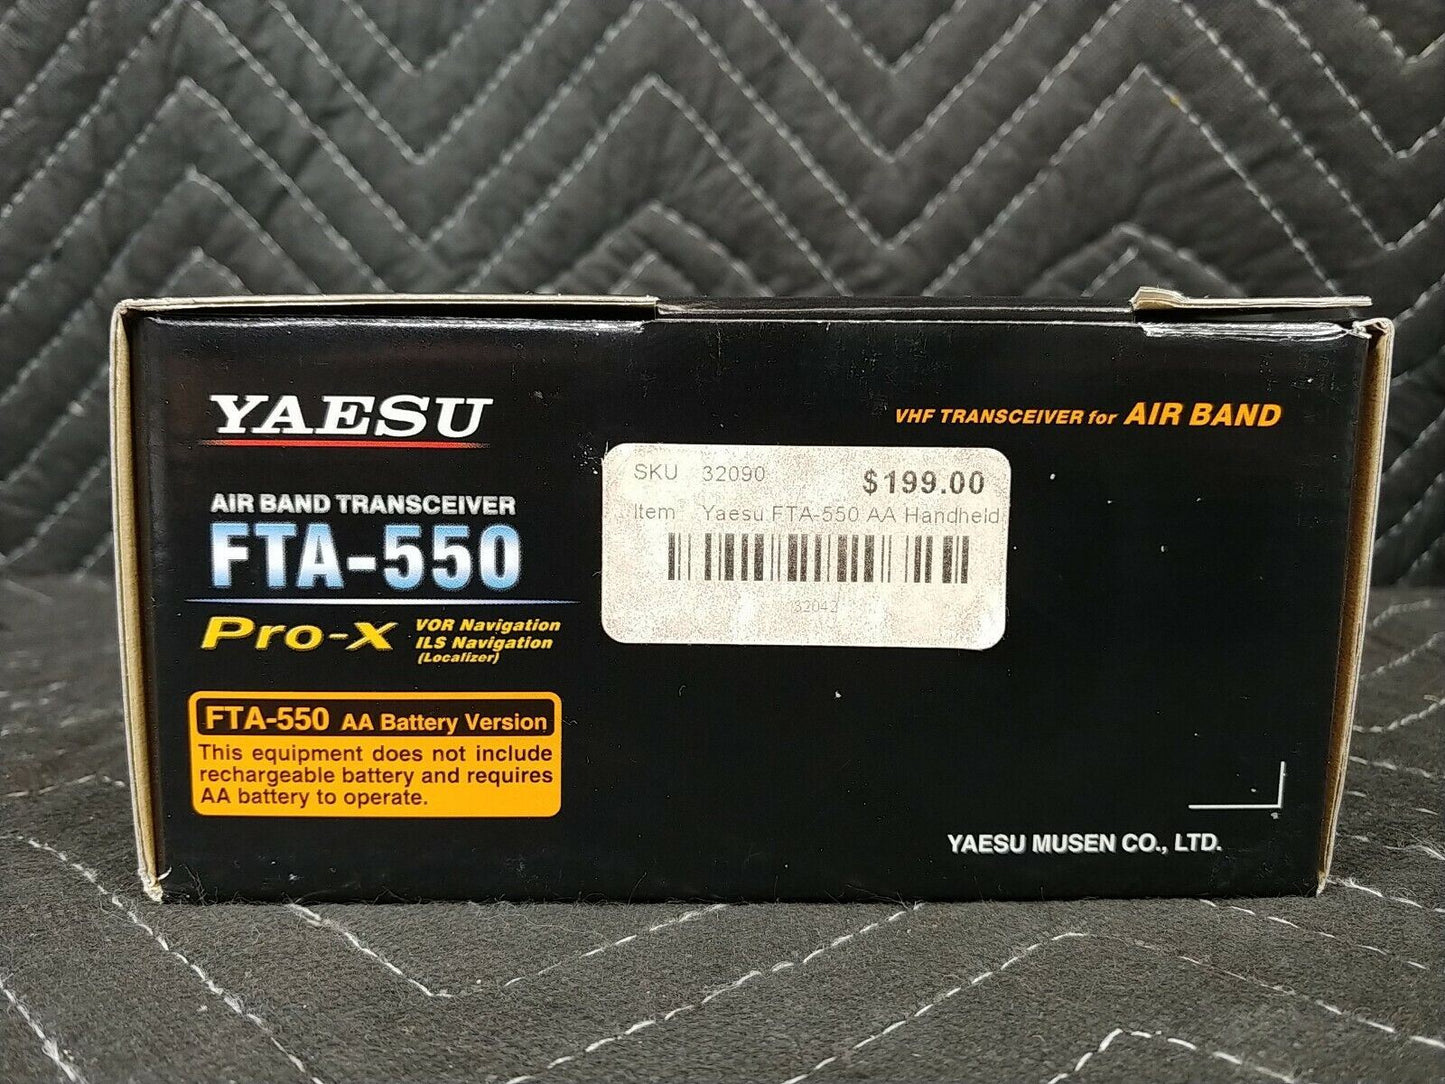 YAESU
AIR BAND TRANSCEIVER
FTA-550
Pro-X
VOR Navigation
ILS Navigation
(Localizer)
FTA-550 AA Battery Version
This equipment does not include
rechargeable battery and requires
AA battery to operate.
VHF TRANSCEIVER for AIR BAND
SKU 32090 $199.00
Item Yaesu FTA-550 AA Handheld
32042
YAESU MUSEN CO., LTD.